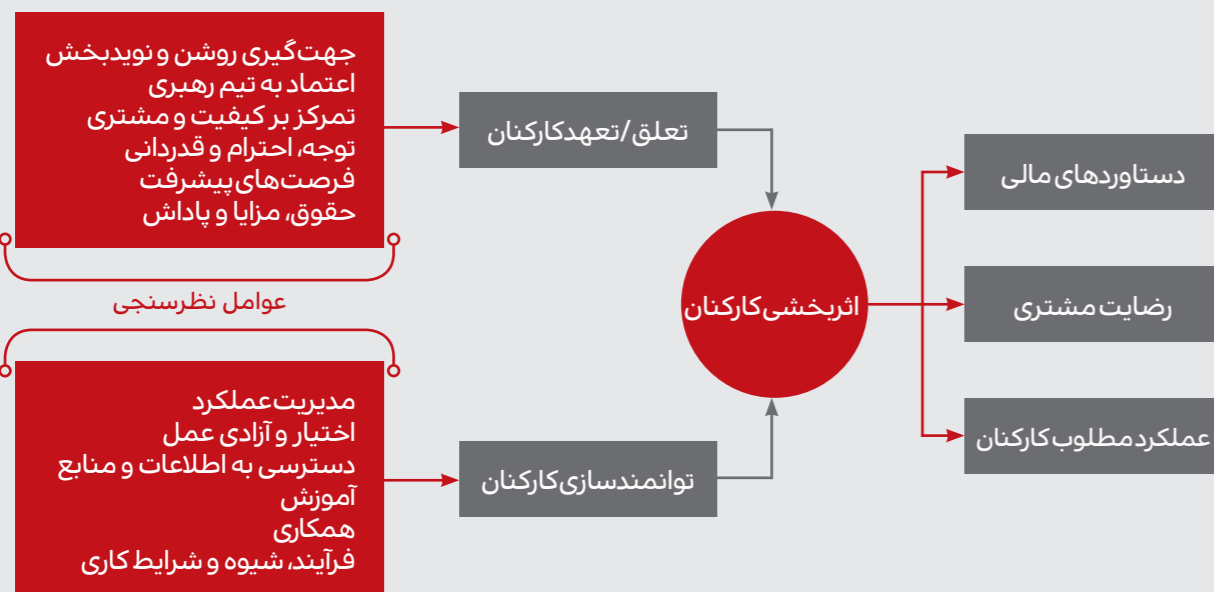 جهت‌گیری روشن و نویدبخش
اعتماد به تیم رهبری
تمرکز بر کیفیت و مشتری
توجه، احترام و قدردانی
فرصت‌های پیشرفت
حقوق، مزایا و پاداش
عوامل نظرسنجی
مدیریت عملکرد
اختیار و آزادی عمل
دسترسی به اطلاعات و منابع
آموزش
همکاری
فرآیند، شیوه و شرایط کاری
تعلق/تعهد کارکنان
توانمندسازی کارکنان
اثربخشی کارکنان
دستاوردهای مالی
رضایت مشتری
عملکرد مطلوب کارکنان